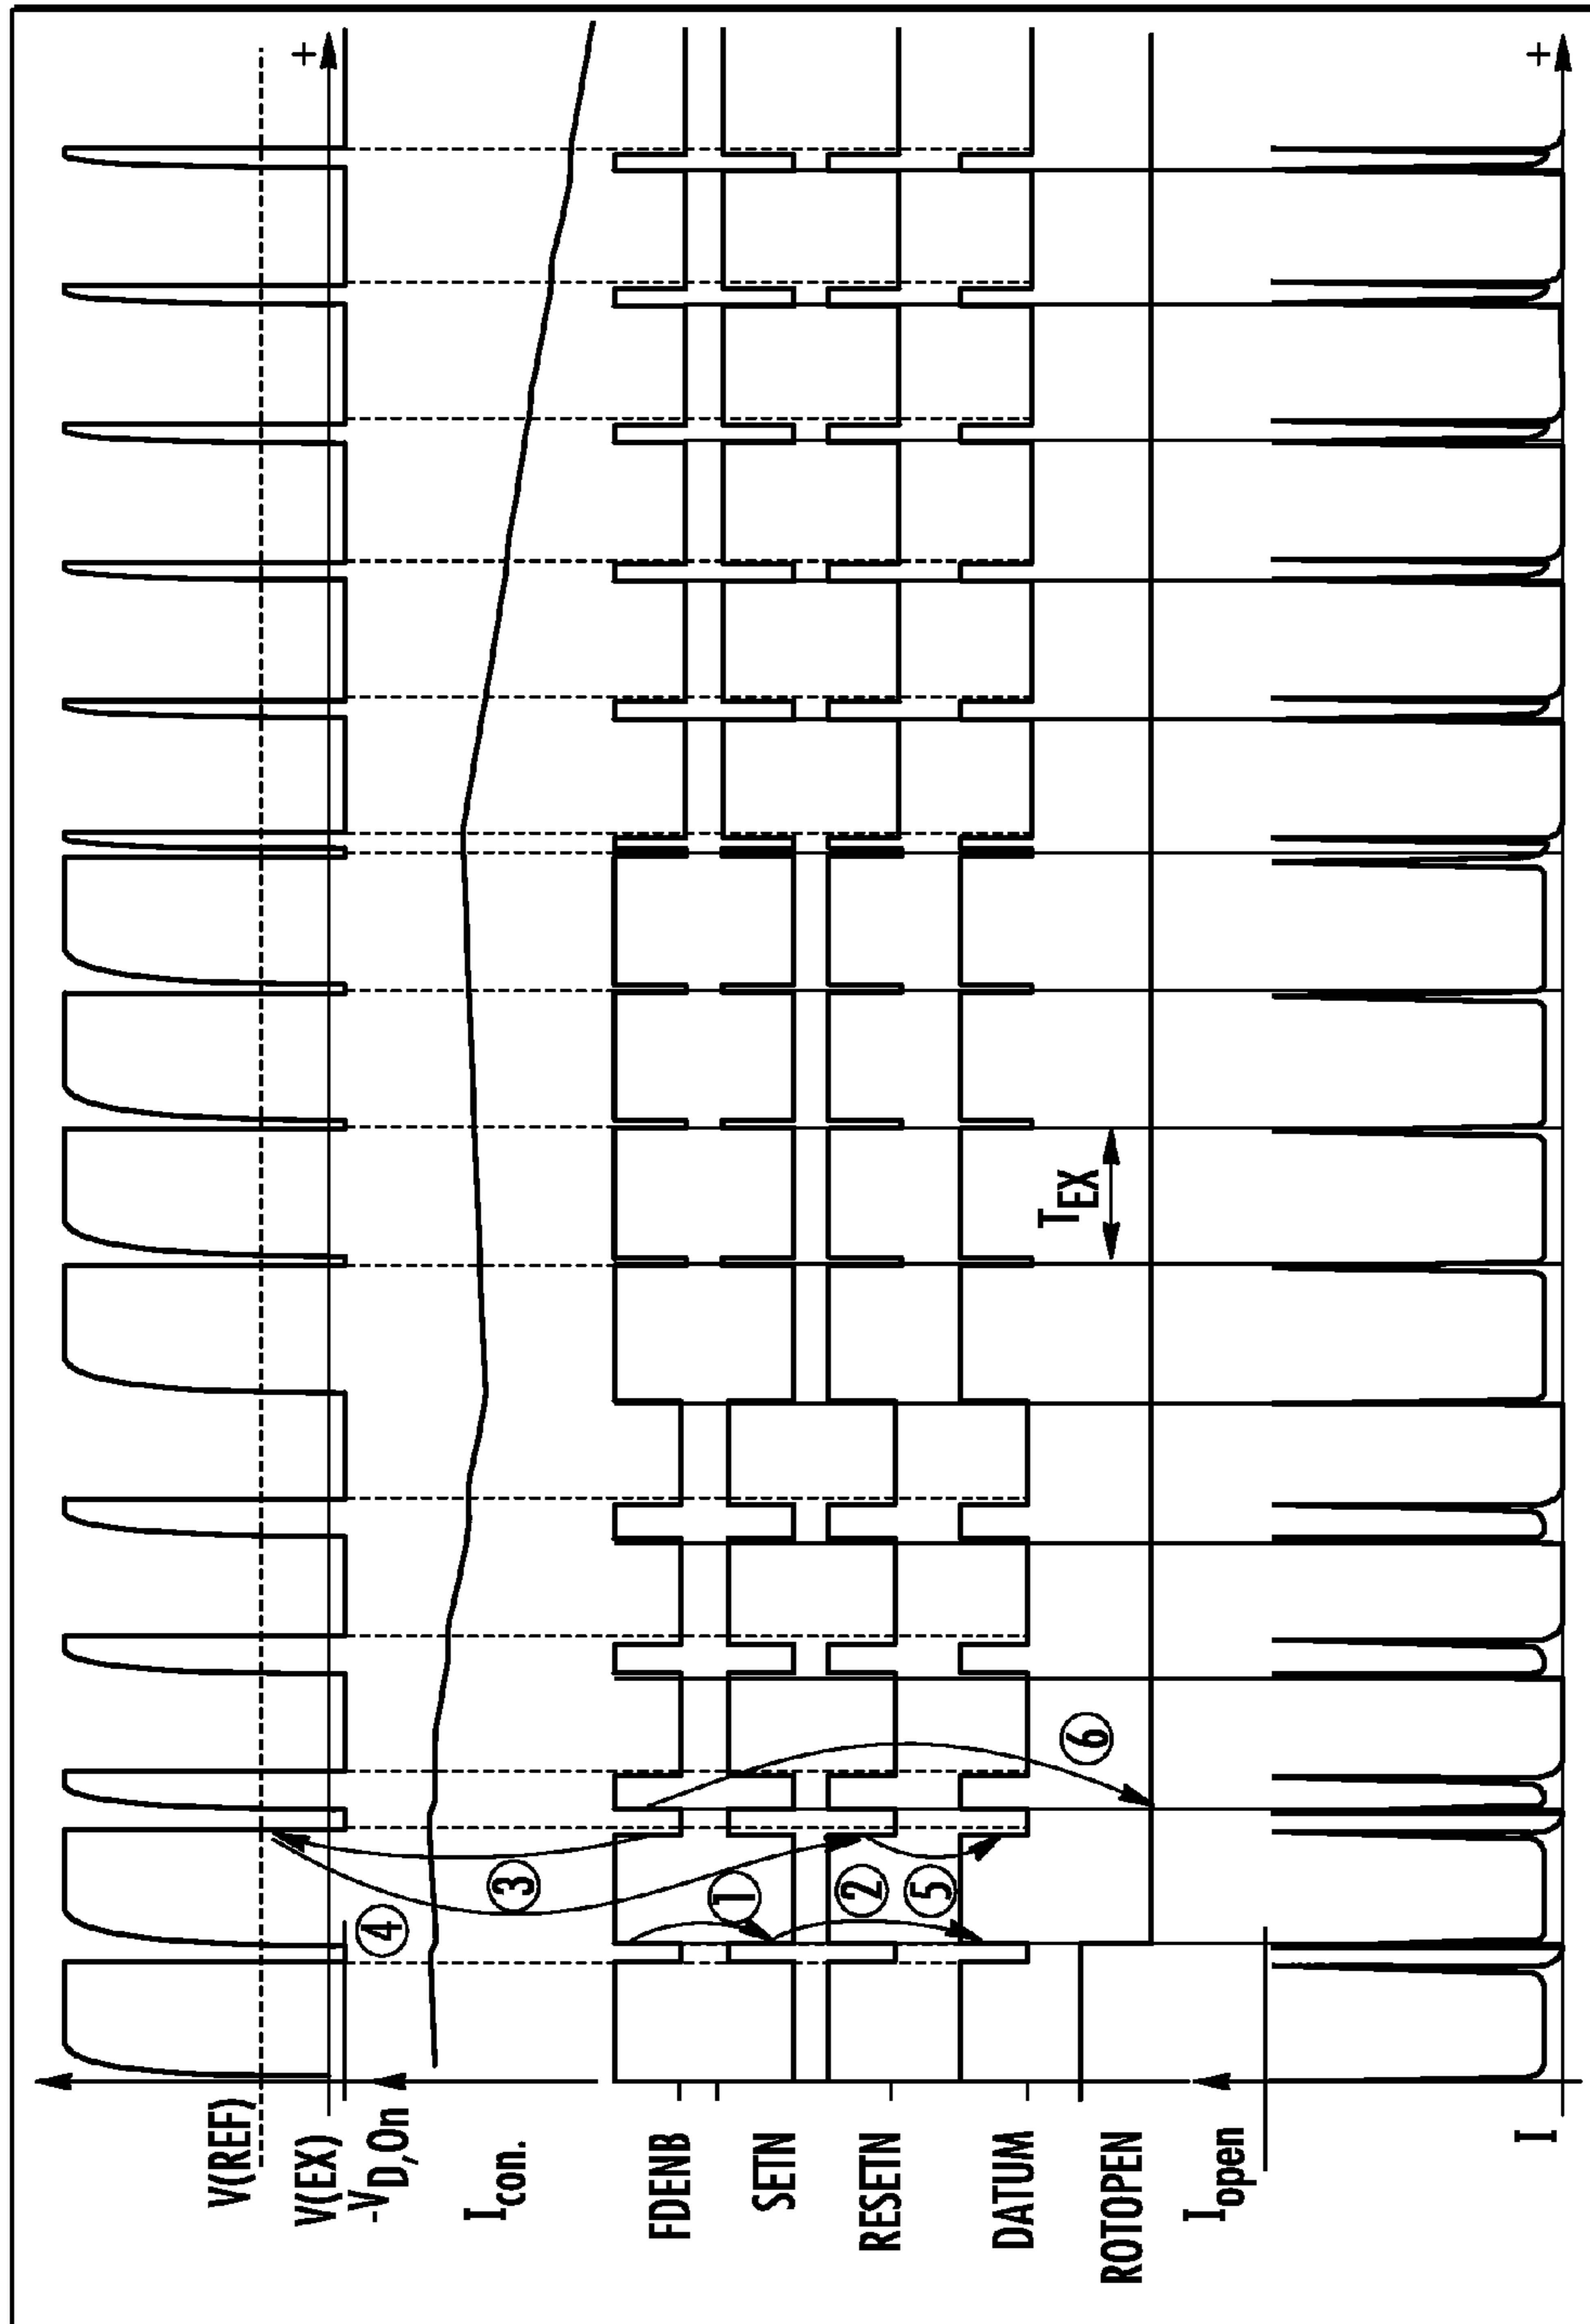 V(REF)
V(EX)
-V_D,On
I_con.
FDENB
SETN
RESETN
DATUM
ROTOPEN
I_open
I
+
+
④
③
①
②
⑤
⑥
T_EX